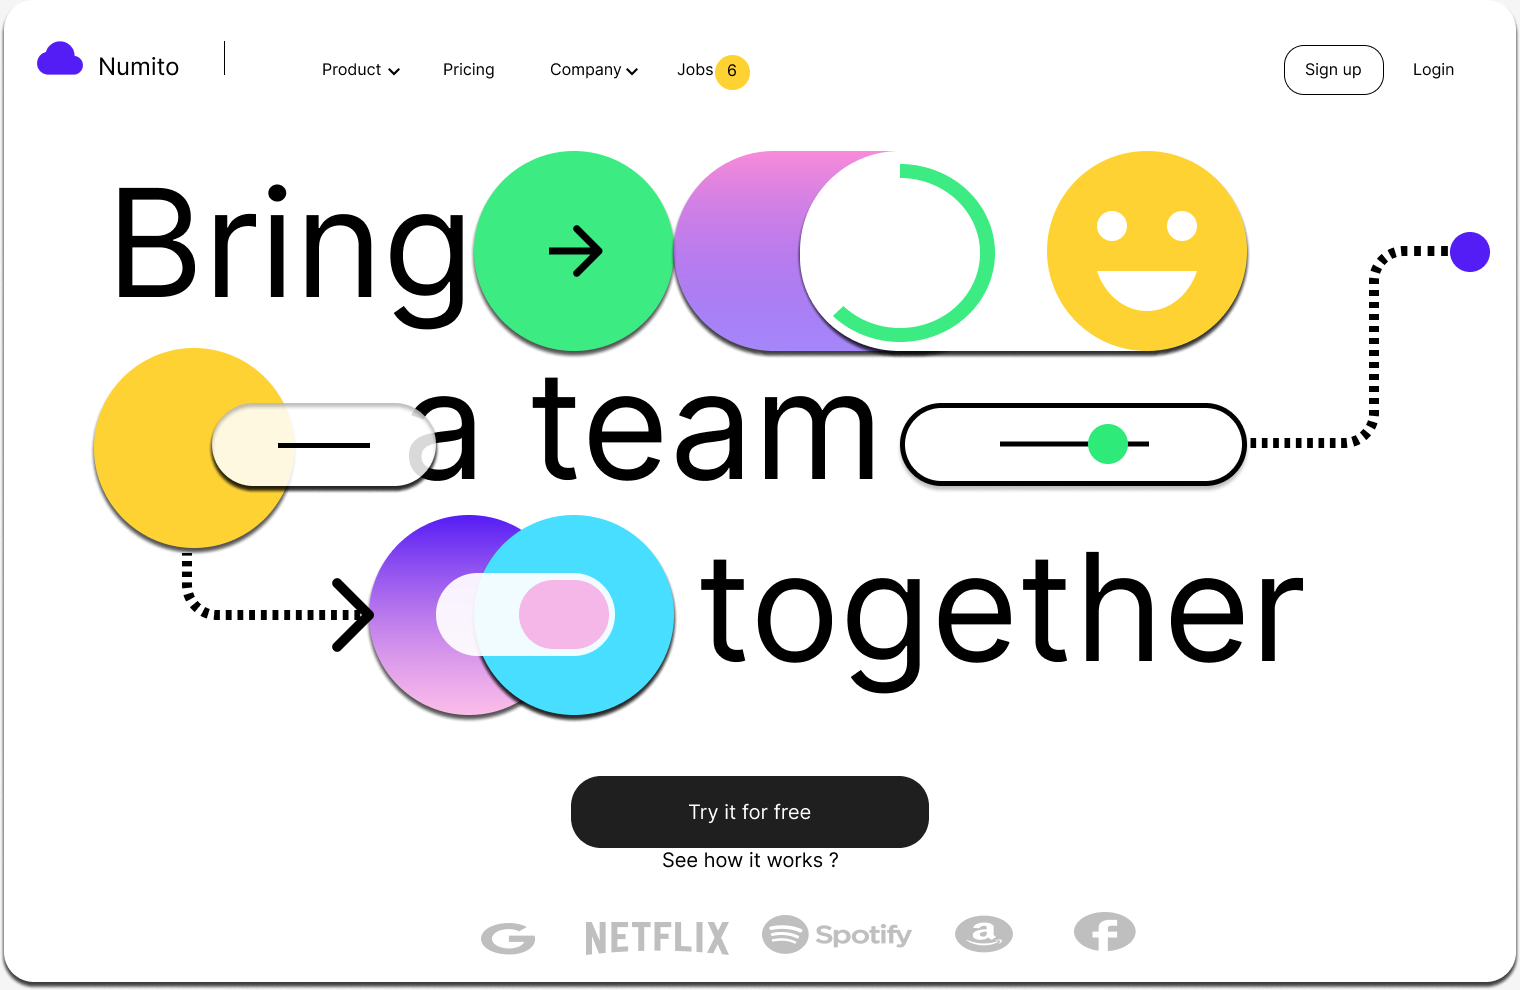 Numito
Product
Pricing
Company
Jobs 6
Sign up
Login
Bring
a team
together
Try it for free
See how it works ?
G NETFLIX Spotify a f